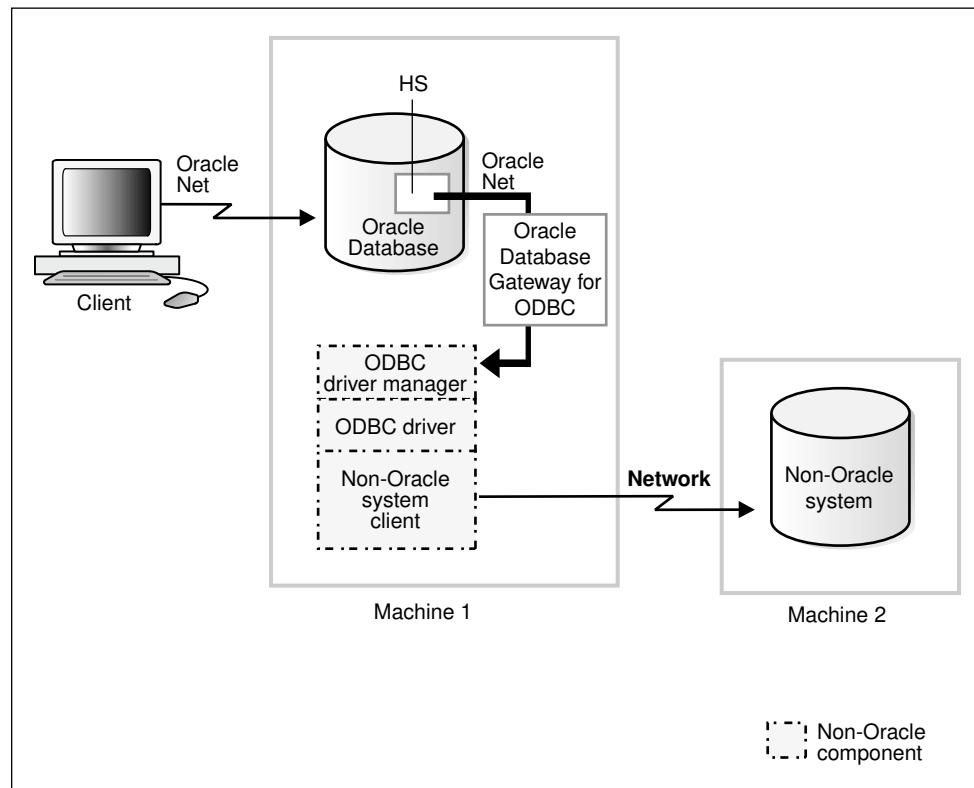 HS
Oracle
Net
Oracle
Net
Oracle
Database
Oracle
Database
Gateway for
ODBC
Client
ODBC
driver manager
ODBC driver
Non-Oracle
system
client
Network
Non-Oracle
system
Machine 1
Machine 2
Non-Oracle
component